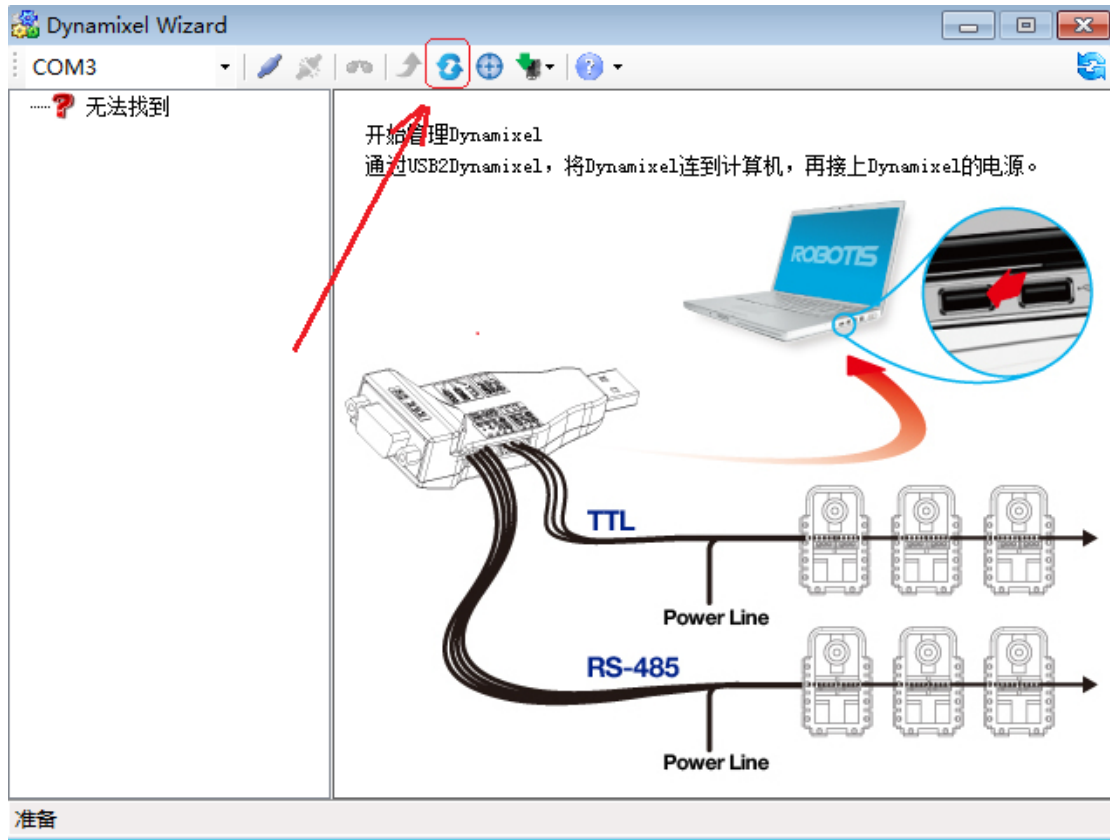 Dynamixel Wizard
COM3
无法找到
开始管理Dynamixel
通过USB2Dynamixel，将Dynamixel连到计算机，再接上Dynamixel的电源。
ROBOTIS
TTL
Power Line
RS-485
Power Line
准备